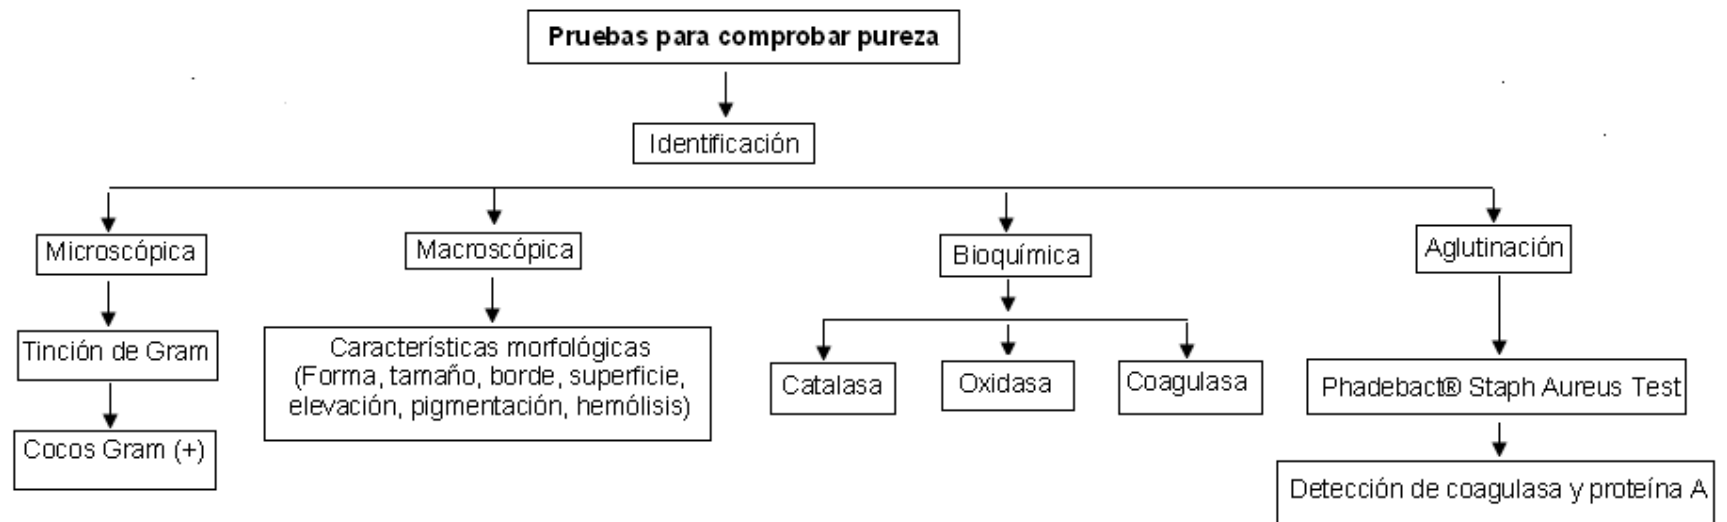 Pruebas para comprobar pureza
Identificación
Microscópica
Macroscópica
Bioquímica
Aglutinación
Tinción de Gram
Características morfológicas
(Forma, tamaño, borde, superficie,
elevación, pigmentación, hemólisis)
Catalasa
Oxidasa
Coagulasa
Phadebact® Staph Aureus Test
Cocos Gram (+)
Detección de coagulasa y proteína A